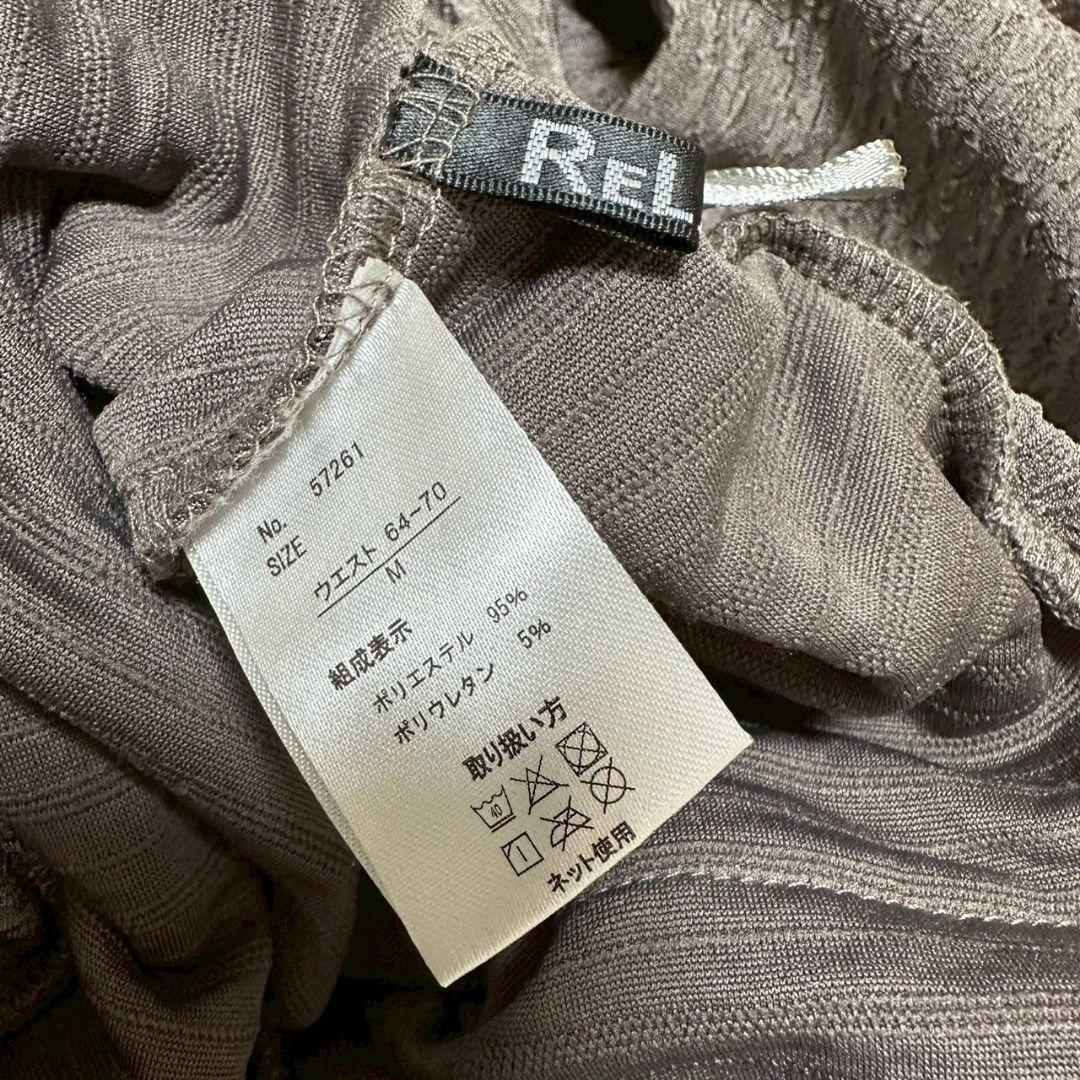 REL
No. 57261
SIZE
ウエスト 64-70
M
組成表示
ポリエステル 95%
ポリウレタン 5%
取り扱い方
40
ネット使用